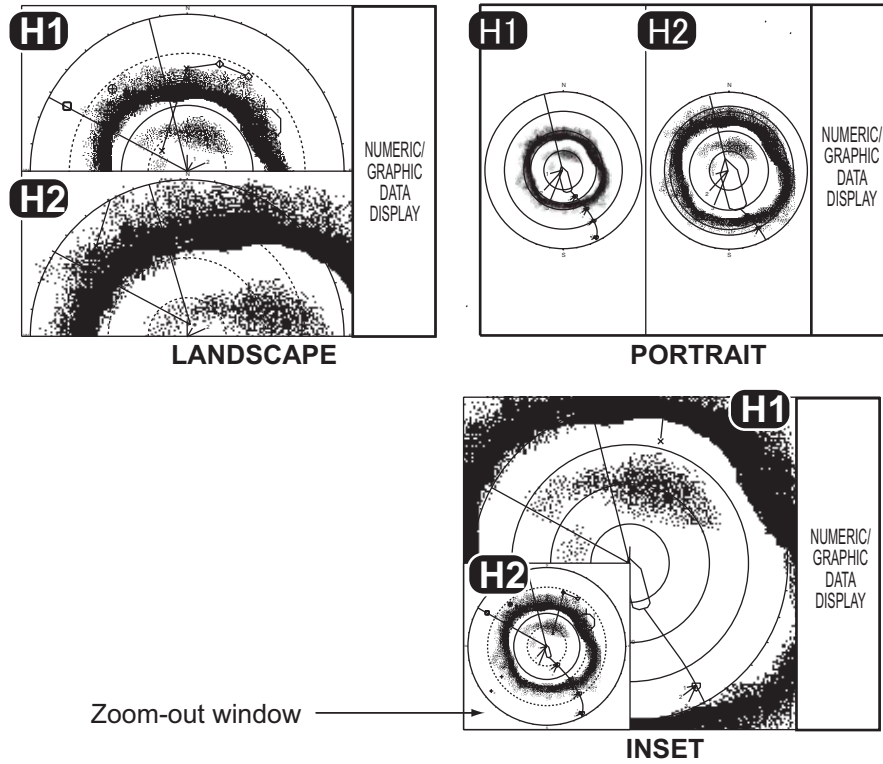 H1
N
NUMERIC/
GRAPHIC
DATA
DISPLAY
H2
N
LANDSCAPE
H1
H2
N
N
S
S
NUMERIC/
GRAPHIC
DATA
DISPLAY
PORTRAIT
H1
NUMERIC/
GRAPHIC
DATA
DISPLAY
H2
Zoom-out window
INSET